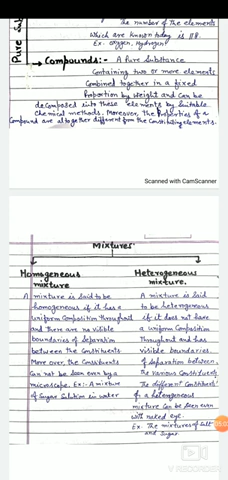 the number of the elements
which are known today is 118.
Ex. oxygen, hydrogen
Pure sub
Compounds:- A Pure Substance
Containing two or more elements
Combined together in a fixed
Proportion by weight and Can be
decomposed into these elements by Suitable
Chemical methods. Moreover, the Properties of a
Compound are altogether different from the Constituting elements.
Scanned with CamScanner
Mixtures
Homogeneous
mixture
A mixture is said to be
homogeneous if it has a
uniform Composition throughout
and there are no visible
boundaries of Separation
between the Constituents
More over, the Constituents
Can not be seen even by a
microscope. Ex:- A mixture
of Sugar Solution in water
Heterogeneous
mixture.
A mixture is Said
to be heterogeneous
if it does not have
a uniform Composition
Throughout and has
visible boundaries.
of Separation between.
The various Constituents
The different Constituents
of a heterogeneous
mixture Can be Seen even
with naked eye.
Ex. The mixtures of Salt
and Sugar.